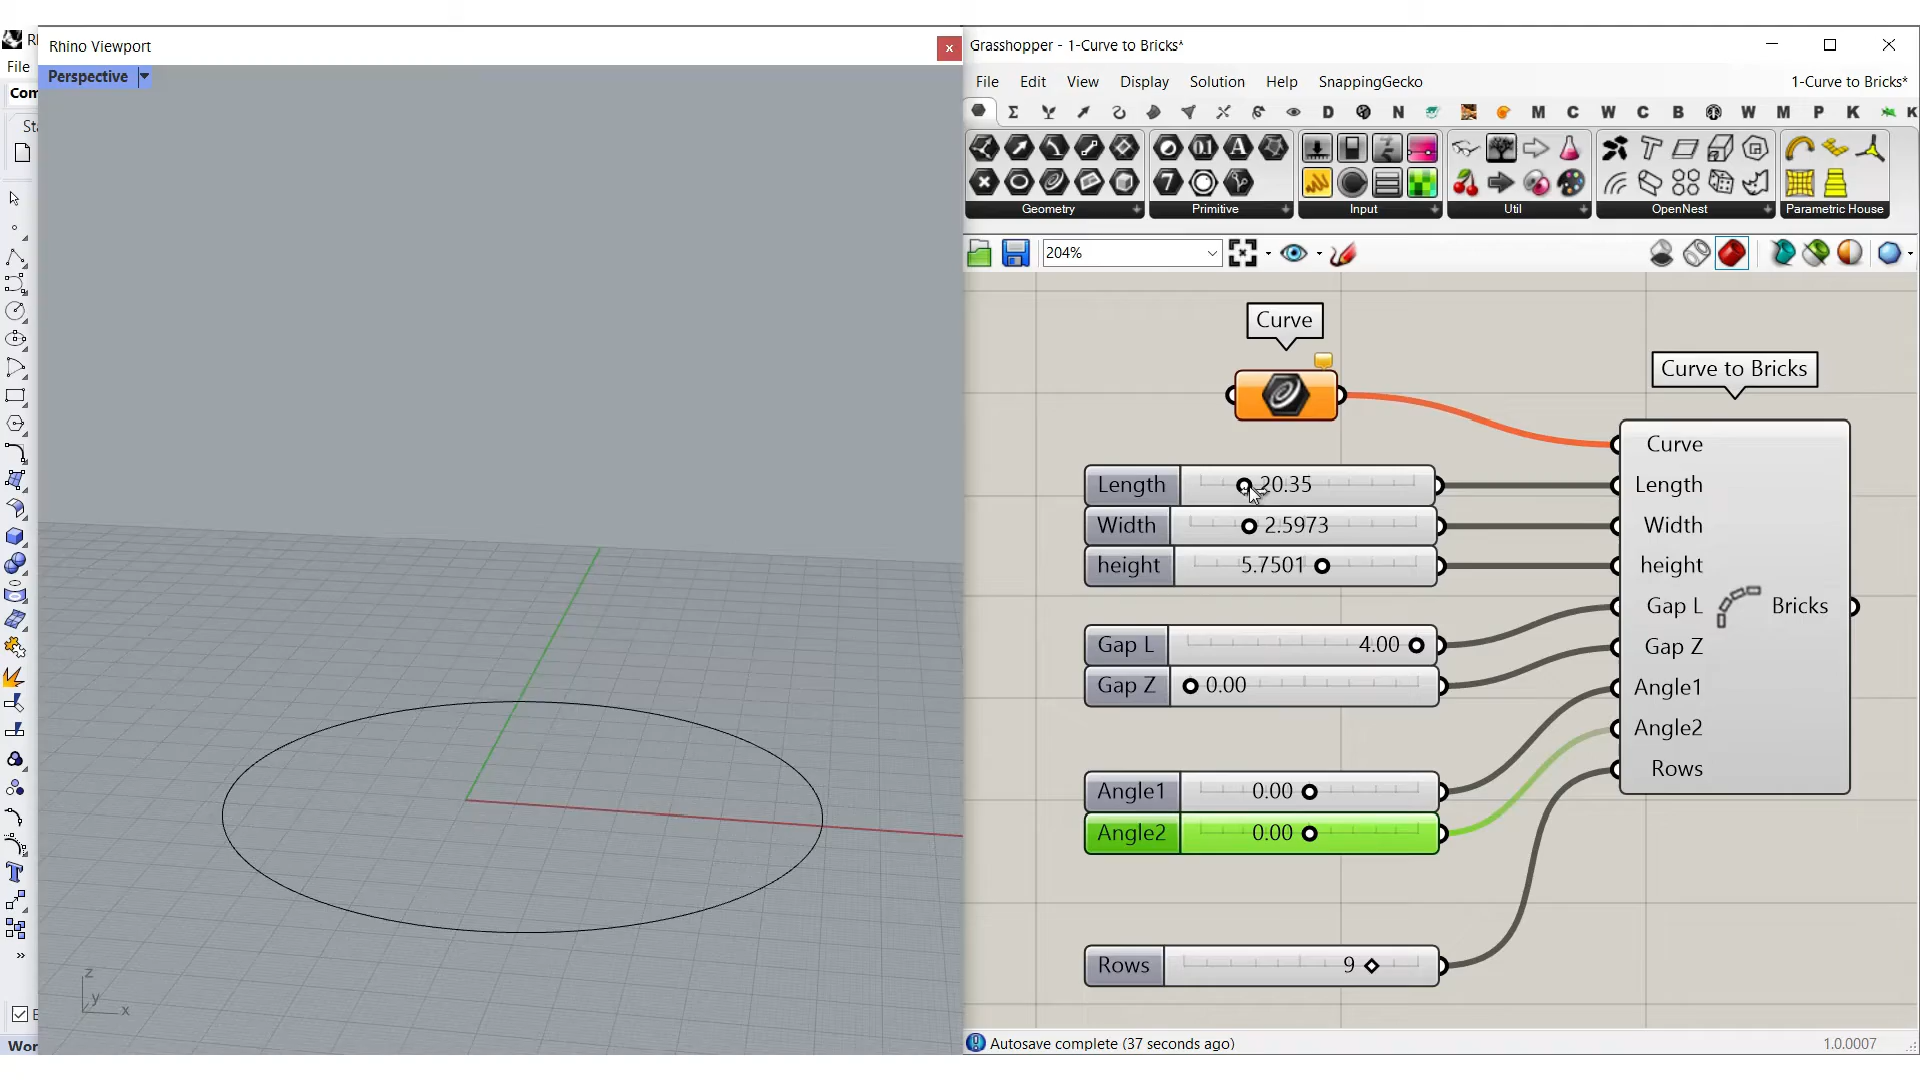 Rhino Viewport
Perspective
File
Com
Sta
z
y
x
Wor
Grasshopper - 1-Curve to Bricks*
File Edit View Display Solution Help SnappingGecko 1-Curve to Bricks*
D N M C W C B W M P K K
Geometry Primitive Input Util OpenNest Parametric House
204%
Curve
Curve to Bricks
Length 20.35
Width 2.5973
height 5.7501
Gap L 4.00
Gap Z 0.00
Angle1 0.00
Angle2 0.00
Rows 9
Curve
Length
Width
height
Gap L
Gap Z
Angle1
Angle2
Rows
Bricks
Autosave complete (37 seconds ago) 1.0.0007